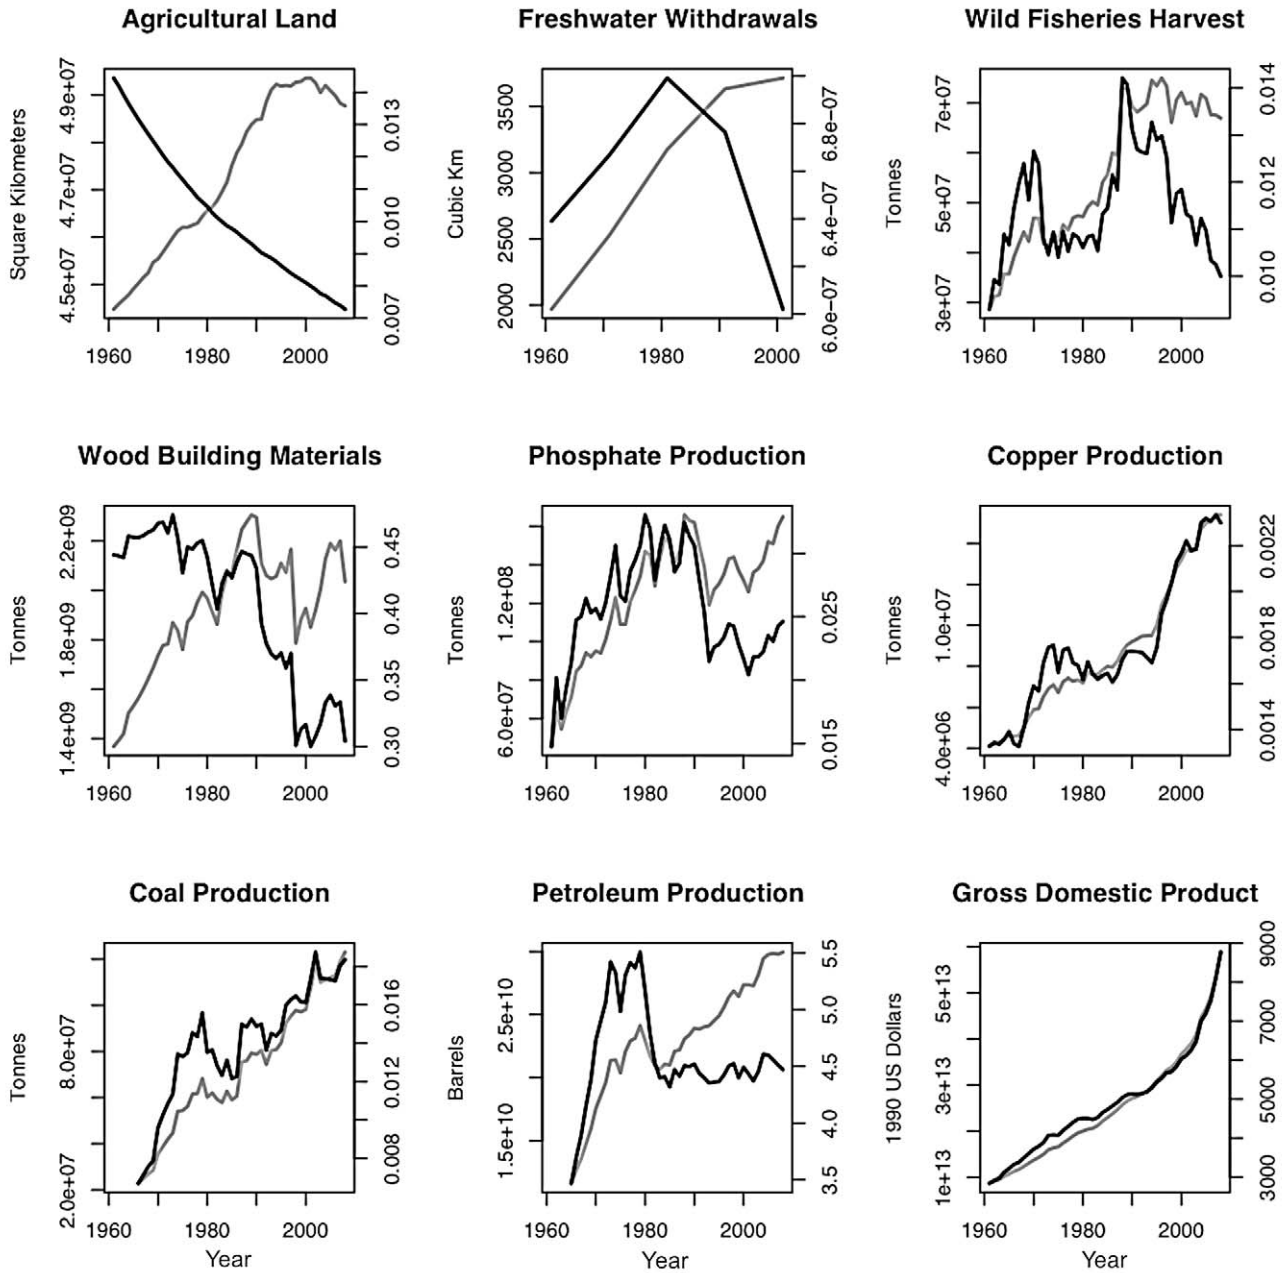 Agricultural Land
Square Kilometers
4.5e+07 4.7e+07 4.9e+07
0.007 0.010 0.013
1960 1980 2000
Freshwater Withdrawals
Cubic Km
2000 2500 3000 3500
6.0e−07 6.4e−07 6.8e−07
1960 1980 2000
Wild Fisheries Harvest
Tonnes
3e+07 5e+07 7e+07
0.010 0.012 0.014
1960 1980 2000
Wood Building Materials
Tonnes
1.4e+09 1.8e+09 2.2e+09
0.30 0.35 0.40 0.45
1960 1980 2000
Phosphate Production
Tonnes
6.0e+07 1.2e+08
0.015 0.025
1960 1980 2000
Copper Production
Tonnes
4.0e+06 1.0e+07
0.0014 0.0018 0.0022
1960 1980 2000
Coal Production
Tonnes
2.0e+07 8.0e+07
0.008 0.012 0.016
1960 1980 2000
Year
Petroleum Production
Barrels
1.5e+10 2.5e+10
3.5 4.0 4.5 5.0 5.5
1960 1980 2000
Year
Gross Domestic Product
1990 US Dollars
1e+13 3e+13 5e+13
3000 5000 7000 9000
1960 1980 2000
Year